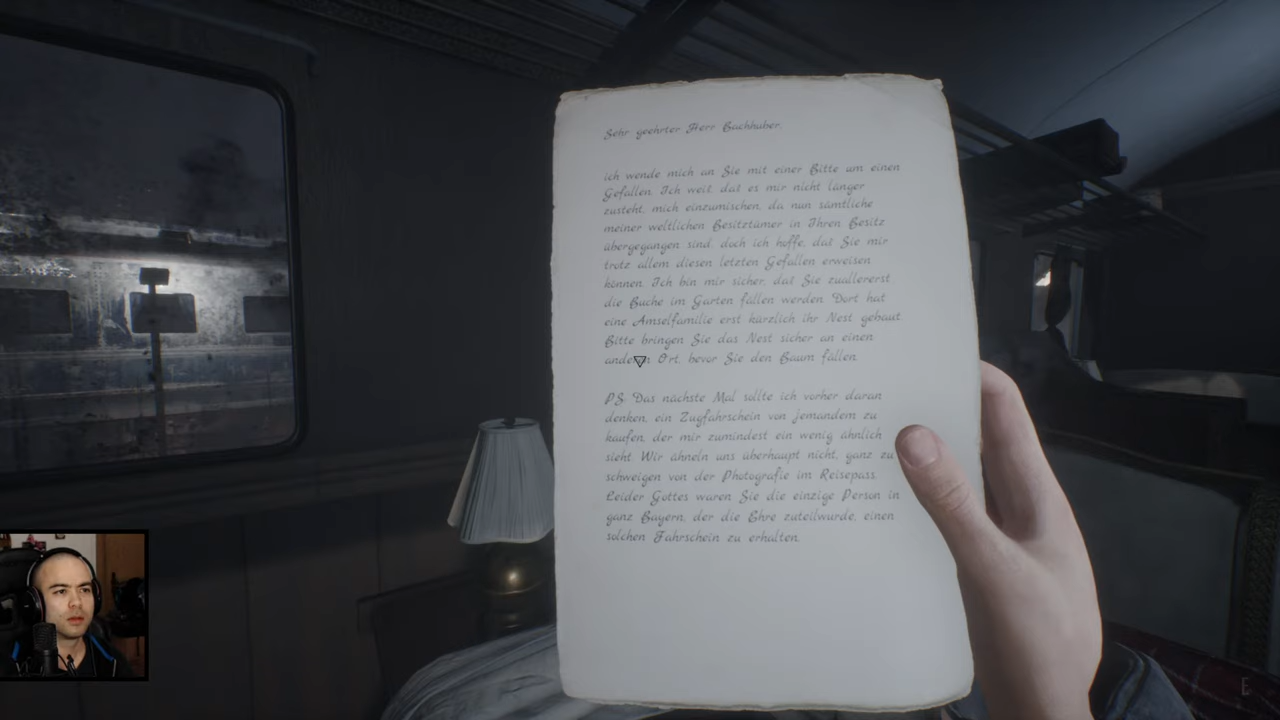 Sehr geehrter Herr Bachhuber,
ich wende mich an Sie mit einer Bitte um einen
Gefallen. Ich weiß daß es mir nicht länger
zusteht, mich einzumischen, da nun sämtliche
meiner weltlichen Besitztümer in Ihren Besitz
übergegangen sind, doch ich hoffe, daß Sie mir
trotz allem diesen letzten Gefallen erweisen
können. Ich bin mir sicher, daß Sie zuallererst
die Buche im Garten fällen werden Dort hat
eine Amselfamilie erst kürzlich ihr Nest gebaut.
Bitte bringen Sie das Nest sicher an einen
anderen Ort, bevor Sie den Baum fällen.
PS: Das nächste Mal sollte ich vorher daran
denken, ein Zugfahrschein von jemandem zu
kaufen, der mir zumindest ein wenig ähnlich
sieht. Wir ähneln uns überhaupt nicht, ganz zu
schweigen von der Photografie im Reisepass.
Leider Gottes waren Sie die einzige Person in
ganz Bayern, der die Ehre zuteilwurde, einen
solchen Fahrschein zu erhalten.
E